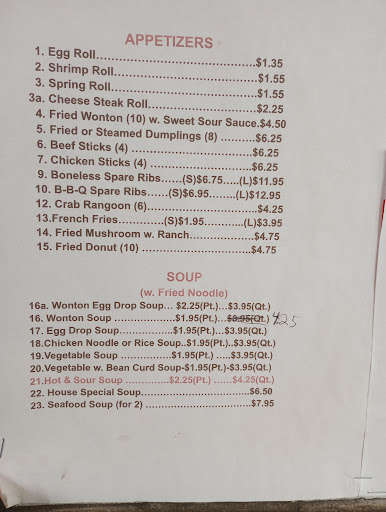 APPETIZERS
1. Egg Roll................................................$1.35
2. Shrimp Roll..........................................$1.55
3. Spring Roll...........................................$1.55
3a. Cheese Steak Roll..............................$2.25
4. Fried Wonton (10) w. Sweet Sour Sauce.$4.50
5. Fried or Steamed Dumplings (8) ..........$6.25
6. Beef Sticks (4) ....................................$6.25
7. Chicken Sticks (4) ...............................$6.25
9. Boneless Spare Ribs......(S)$6.75.....(L)$11.95
10. B-B-Q Spare Ribs.....(S)$6.95........(L)$12.95
12. Crab Rangoon (6)................................$4.25
13.French Fries.............(S)$1.95............(L)$3.95
14. Fried Mushroom w. Ranch..................$4.75
15. Fried Donut (10) ................................$4.75
SOUP
(w. Fried Noodle)
16a. Wonton Egg Drop Soup... $2.25(Pt.)...$3.95(Qt.)
16. Wonton Soup ..................$1.95(Pt.)...$3.95(Qt.) 425
17. Egg Drop Soup................$1.95(Pt.)...$3.95(Qt.)
18.Chicken Noodle or Rice Soup..$1.95(Pt.)..$3.95(Qt.)
19.Vegetable Soup ...............$1.95(Pt.) .....$3.95(Qt.)
20.Vegetable w. Bean Curd Soup-$1.95(Pt.)-$3.95(Qt.)
21.Hot & Sour Soup .............$2.25(Pt.) ......$4.25(Qt.)
22. House Special Soup.................................$6.50
23. Seafood Soup (for 2) ................................$7.95